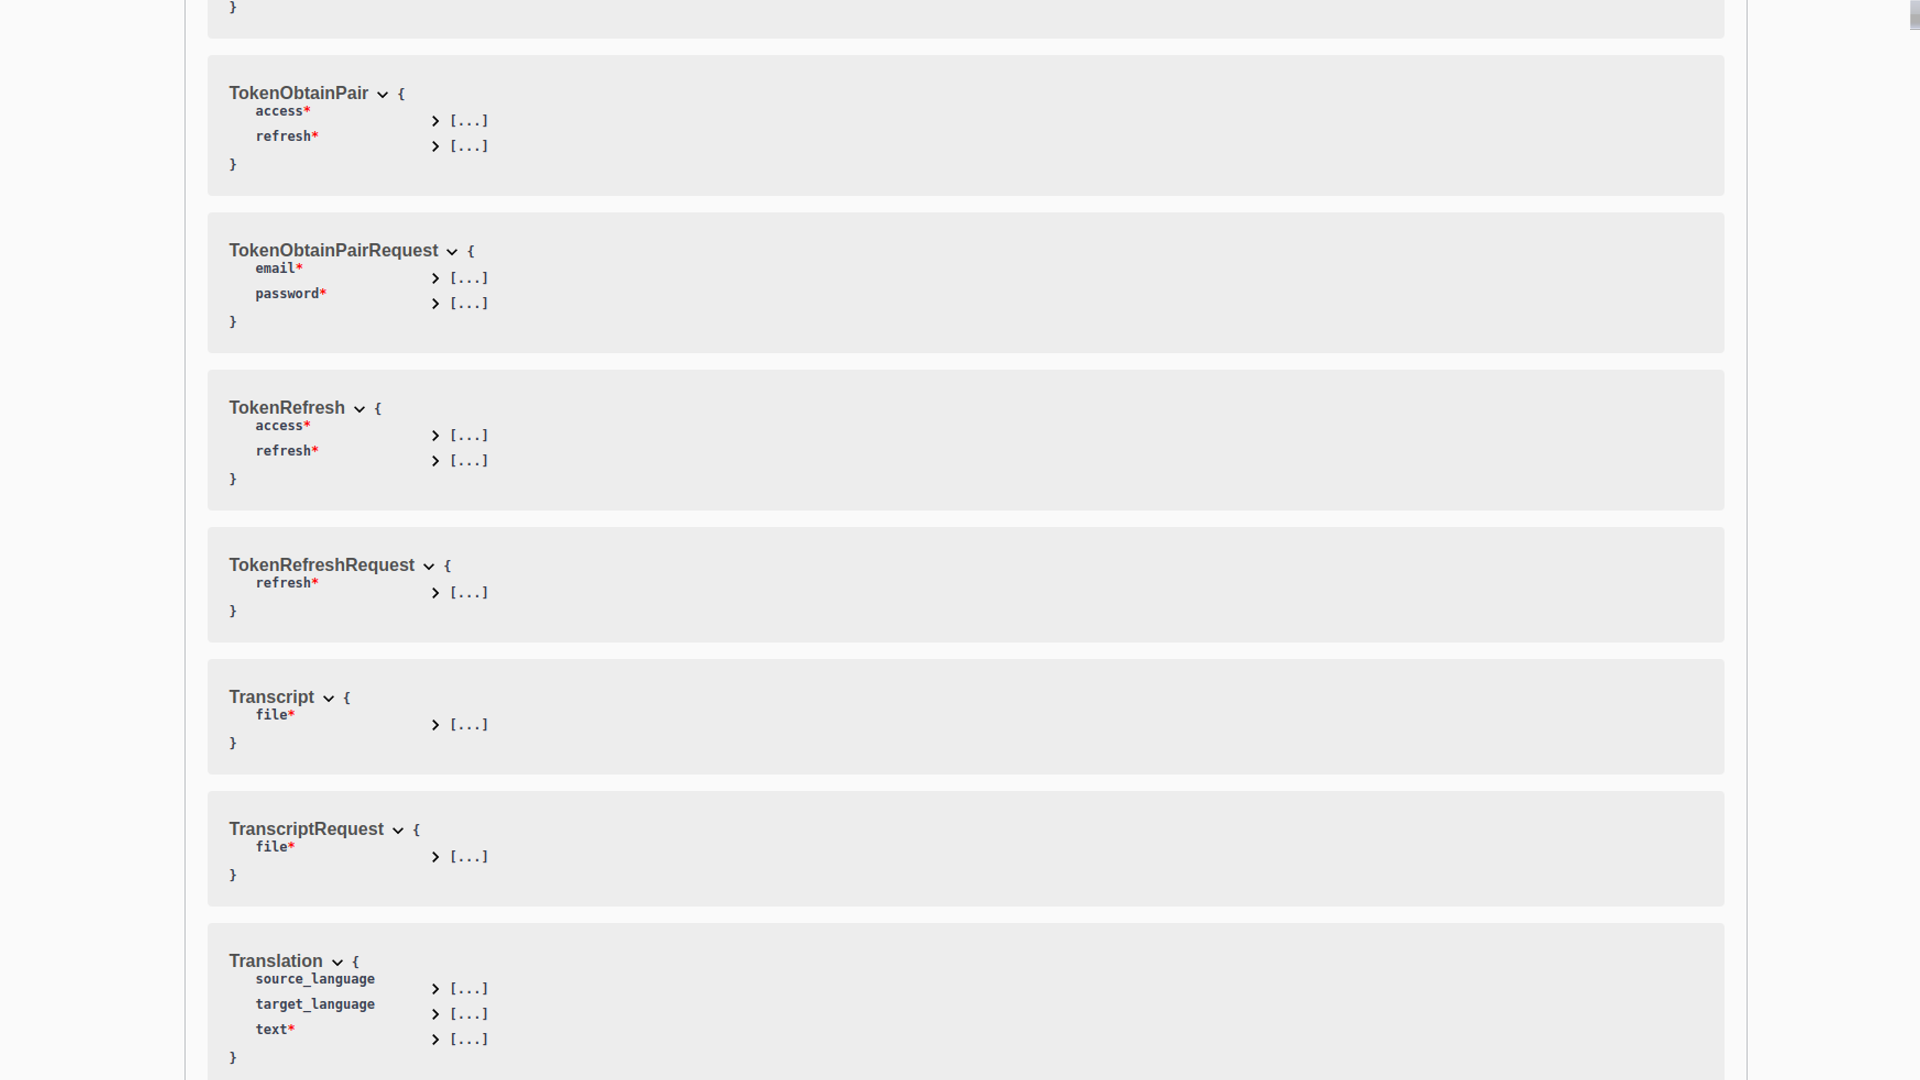 }
TokenObtainPair {
access* [...]
refresh* [...]
}
TokenObtainPairRequest {
email* [...]
password* [...]
}
TokenRefresh {
access* [...]
refresh* [...]
}
TokenRefreshRequest {
refresh* [...]
}
Transcript {
file* [...]
}
TranscriptRequest {
file* [...]
}
Translation {
source_language [...]
target_language [...]
text* [...]
}